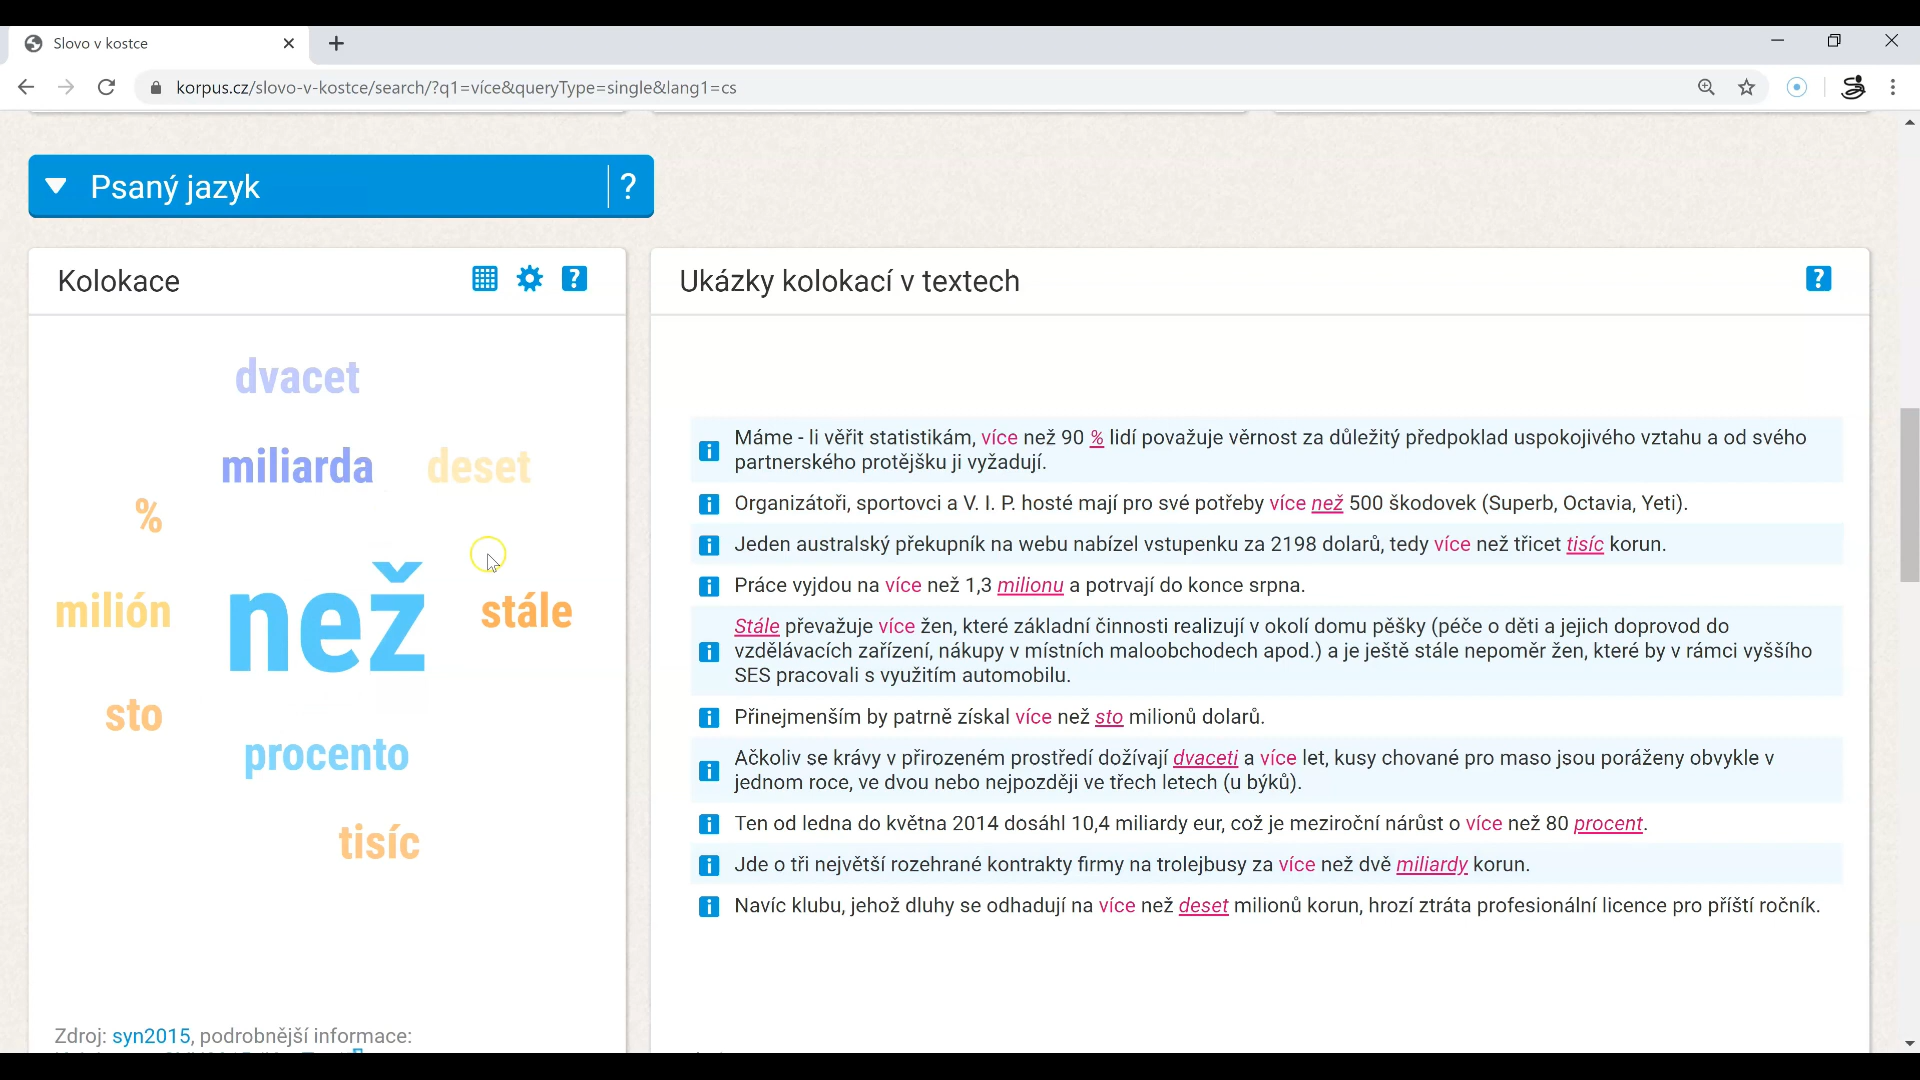 Slovo v kostce
korpus.cz/slovo-v-kostce/search/?q1=více&queryType=single&lang1=cs
Psaný jazyk ?
Kolokace ?
dvacet
miliarda deset
%
než
milión stále
sto
procento
tisíc
Zdroj: syn2015, podrobnější informace:
Ukázky kolokací v textech ?
i Máme - li věřit statistikám, více než 90 % lidí považuje věrnost za důležitý předpoklad uspokojivého vztahu a od svého
partnerského protějšku ji vyžadují.
i Organizátoři, sportovci a V. I. P. hosté mají pro své potřeby více než 500 škodovek (Superb, Octavia, Yeti).
i Jeden australský překupník na webu nabízel vstupenku za 2198 dolarů, tedy více než třicet tisíc korun.
i Práce vyjdou na více než 1,3 milionu a potrvají do konce srpna.
i Stále převažuje více žen, které základní činnosti realizují v okolí domu pěšky (péče o děti a jejich doprovod do
vzdělávacích zařízení, nákupy v místních maloobchodech apod.) a je ještě stále nepoměr žen, které by v rámci vyššího
SES pracovali s využitím automobilu.
i Přinejmenším by patrně získal více než sto milionů dolarů.
i Ačkoliv se krávy v přirozeném prostředí dožívají dvaceti a více let, kusy chované pro maso jsou poráženy obvykle v
jednom roce, ve dvou nebo nejpozději ve třech letech (u býků).
i Ten od ledna do května 2014 dosáhl 10,4 miliardy eur, což je meziroční nárůst o více než 80 procent.
i Jde o tři největší rozehrané kontrakty firmy na trolejbusy za více než dvě miliardy korun.
i Navíc klubu, jehož dluhy se odhadují na více než deset milionů korun, hrozí ztráta profesionální licence pro příští ročník.